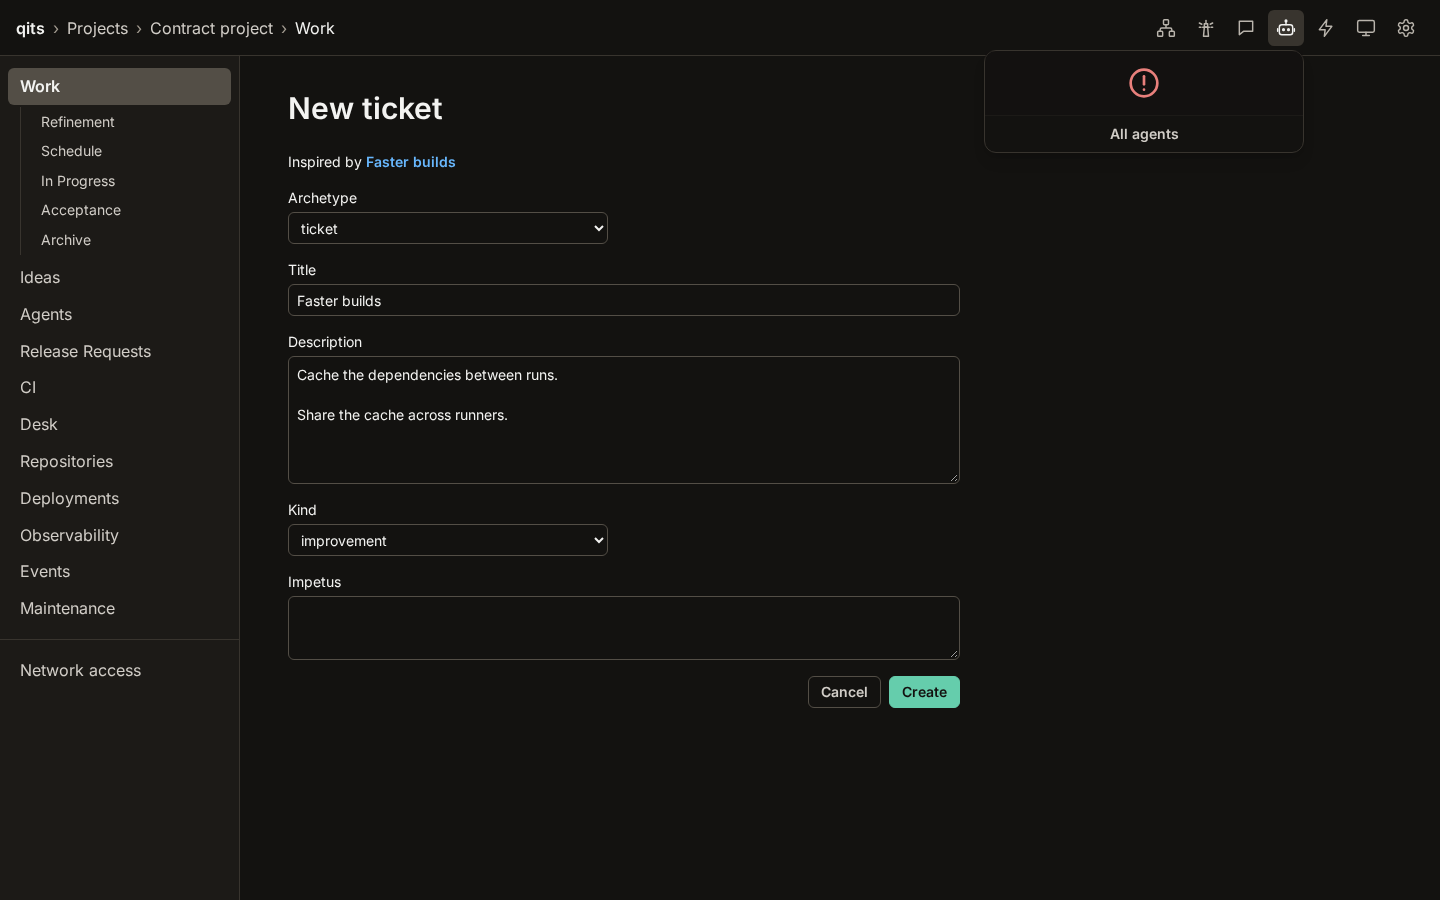 qits › Projects › Contract project › Work
Work
Refinement
Schedule
In Progress
Acceptance
Archive
Ideas
Agents
Release Requests
CI
Desk
Repositories
Deployments
Observability
Events
Maintenance
Network access
New ticket
Inspired by Faster builds
Archetype
ticket
Title
Faster builds
Description
Cache the dependencies between runs.
Share the cache across runners.
Kind
improvement
Impetus
Cancel
Create
All agents